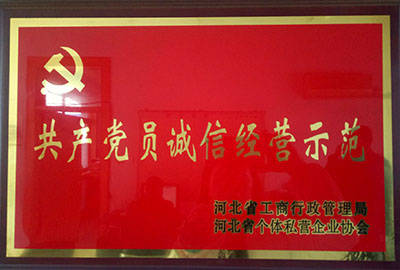 共产党员诚信经营示范
河北省工商行政管理局
河北省个体私营企业协会